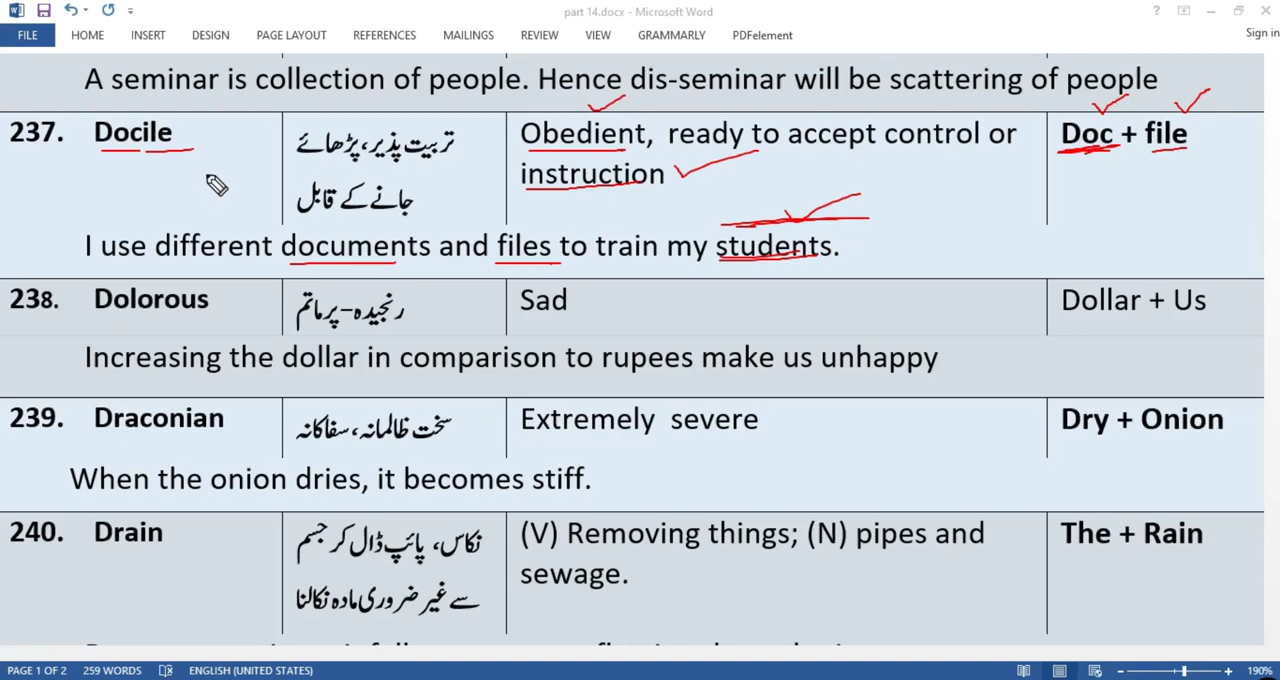 part 14.docx - Microsoft Word
FILE HOME INSERT DESIGN PAGE LAYOUT REFERENCES MAILINGS REVIEW VIEW GRAMMARLY PDFelement Sign in
A seminar is collection of people. Hence dis-seminar will be scattering of people
237. Docile
تربیت پذیر، پڑھائے
جانے کے قابل
Obedient, ready to accept control or
instruction
Doc + file
I use different documents and files to train my students.
238. Dolorous
رنجیدہ – پر ماتم
Sad
Dollar + Us
Increasing the dollar in comparison to rupees make us unhappy
239. Draconian
سخت ظالمانہ، سفاکانہ
Extremely severe
Dry + Onion
When the onion dries, it becomes stiff.
240. Drain
نکاس، پائپ ڈال کر جسم
سے غیر ضروری مادہ نکالنا
(V) Removing things; (N) pipes and
sewage.
The + Rain
PAGE 1 OF 2 259 WORDS ENGLISH (UNITED STATES) 190%